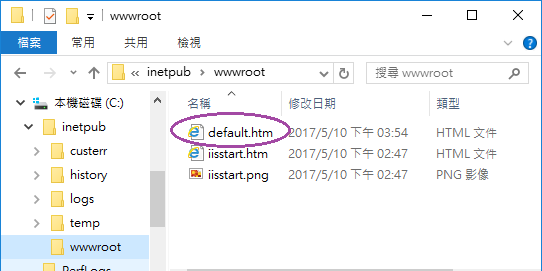 wwwroot
檔案 常用 共用 檢視
« inetpub › wwwroot
搜尋 wwwroot
本機磁碟 (C:)
inetpub
custerr
history
logs
temp
wwwroot
PerfLogs
名稱 修改日期 類型
default.htm 2017/5/10 下午 03:54 HTML 文件
iisstart.htm 2017/5/10 下午 02:47 HTML 文件
iisstart.png 2017/5/10 下午 02:47 PNG 影像